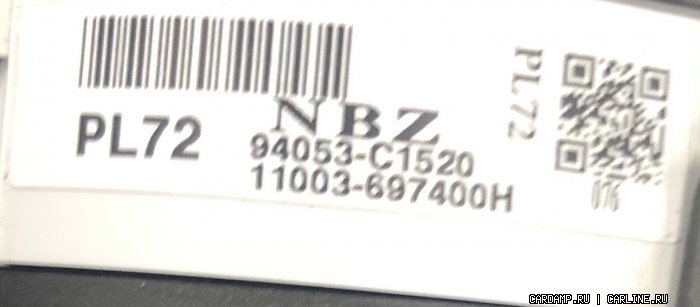 NBZ
PL72
94053-C1520
11003-697400H
PL72
076
CARDAMP.RU | CARLINE.RU